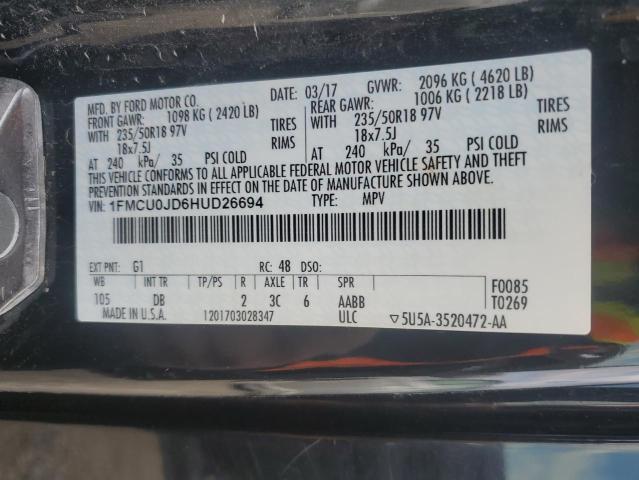 MFD. BY FORD MOTOR CO.
DATE: 03/17 GVWR: 2096 KG ( 4620 LB)
FRONT GAWR: 1098 KG ( 2420 LB) REAR GAWR: 1006 KG ( 2218 LB)
WITH 235/50R18 97V TIRES WITH 235/50R18 97V TIRES
18x7.5J RIMS 18x7.5J RIMS
AT 240 kPa/ 35 PSI COLD AT 240 kPa/ 35 PSI COLD
THIS VEHICLE CONFORMS TO ALL APPLICABLE FEDERAL MOTOR VEHICLE SAFETY AND THEFT
PREVENTION STANDARDS IN EFFECT ON THE DATE OF MANUFACTURE SHOWN ABOVE.
VIN: 1FMCU0JD6HUD26694 TYPE: MPV
EXT PNT: G1 RC: 48 DSO:
WB INT TR TP/PS R AXLE TR SPR F0085
105 DB 2 3C 6 AABB T0269
MADE IN U.S.A. 1201703028347 ULC ▽5U5A-3520472-AA